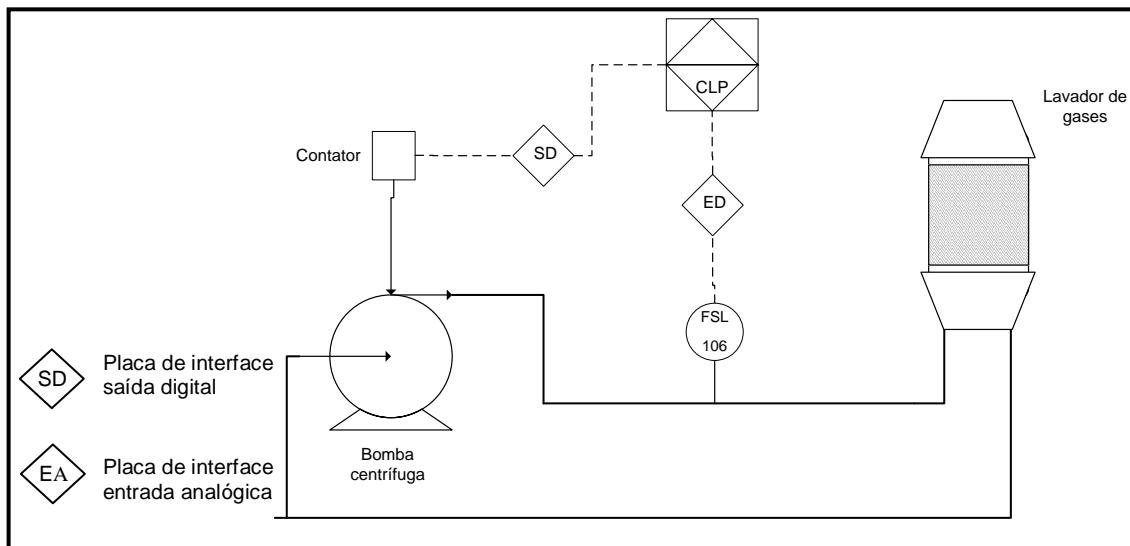 CLP
Lavador de
gases
Contator
SD
ED
FSL
106
SD
Placa de interface
saída digital
EA
Placa de interface
entrada analógica
Bomba
centrífuga